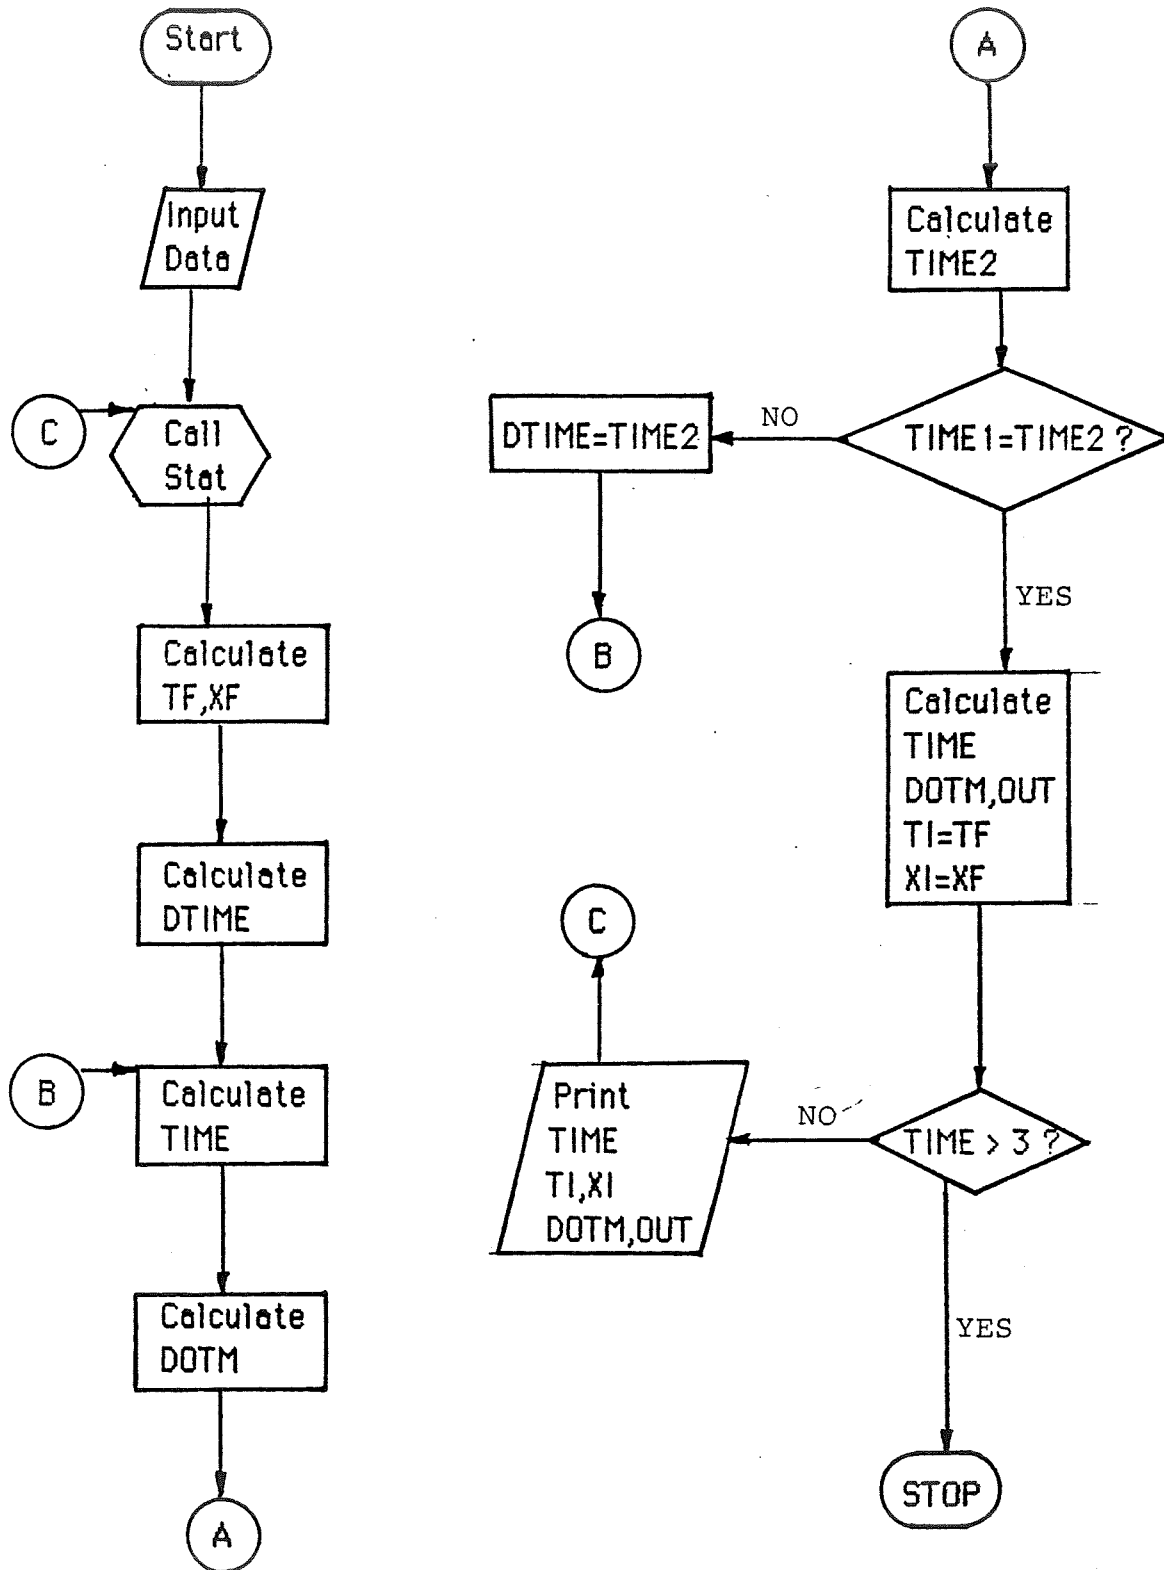 Start
Input
Data
C
Call
Stat
Calculate
TF,XF
Calculate
DTIME
B
Calculate
TIME
Calculate
DOTM
A
A
Calculate
TIME2
TIME1=TIME2 ?
NO
DTIME=TIME2
B
YES
Calculate
TIME
DOTM,OUT
TI=TF
XI=XF
TIME > 3 ?
NO
Print
TIME
TI,XI
DOTM,OUT
C
YES
STOP